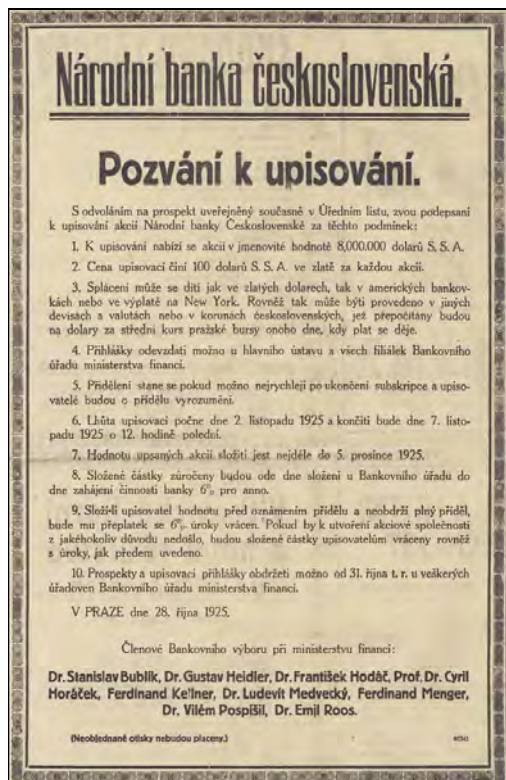 Národní banka československá.
Pozvání k upisování.
S odvoláním na prospekt uveřejněný současně v Úředním listu, zvou podepsaní
k upisování akcií Národní banky Československé za těchto podmínek:
1. K upisování nabízí se akcií v jmenovité hodnotě 8,000.000 dolarů S. S. A.
2. Cena upisovací činí 100 dolarů S. S. A. ve zlatě za každou akcii.
3. Splácení může se díti jak ve zlatých dolarech, tak v amerických bankov-
kách nebo ve výplatě na New York. Rovněž tak může býti provedeno v jiných
devisách a valutách nebo v korunách československých, jež přepočítány budou
na dolary za střední kurs pražské bursy onoho dne, kdy plat se děje.
4. Přihlášky odevzdati možno u hlavního ústavu a všech filiálek Bankovního
úřadu ministerstva financí.
5. Přidělení stane se pokud možno nejrychleji po ukončení subskripce a upiso-
vatelé budou o přídělu vyrozuměni.
6. Lhůta upisovací počne dne 2. listopadu 1925 a končiti bude dne 7. listo-
padu 1925 o 12. hodině polední.
7. Hodnotu upsaných akcií složiti jest nejdéle do 5. prosince 1925.
8. Složené částky zúročeny budou ode dne složení u Bankovního úřadu do
dne zahájení činnosti banky 6% pro anno.
9. Složí-li upisovatel hodnotu před oznámením přídělu a neobdrží plný příděl,
bude mu přeplatek se 6% úroky vrácen. Pokud by k utvoření akciové společnosti
z jakéhokoliv důvodu nedošlo, budou složené částky upisovatelům vráceny rovněž
s úroky, jak předem uvedeno.
10. Prospekty a upisovací přihlášky obdržeti možno od 31. října t. r. u veškerých
úřadoven Bankovního úřadu ministerstva financí.
V PRAZE dne 28. října 1925.
Členové Bankovního výboru při ministerstvu financí:
Dr. Stanislav Bublík, Dr. Gustav Heidler, Dr. František Hodáč, Prof. Dr. Cyril
Horáček, Ferdinand Kellner, Dr. Ludevít Medvecký, Ferdinand Menger,
Dr. Vilém Pospíšil, Dr. Emil Roos.
(Neobjednané otisky nebudou placeny.)